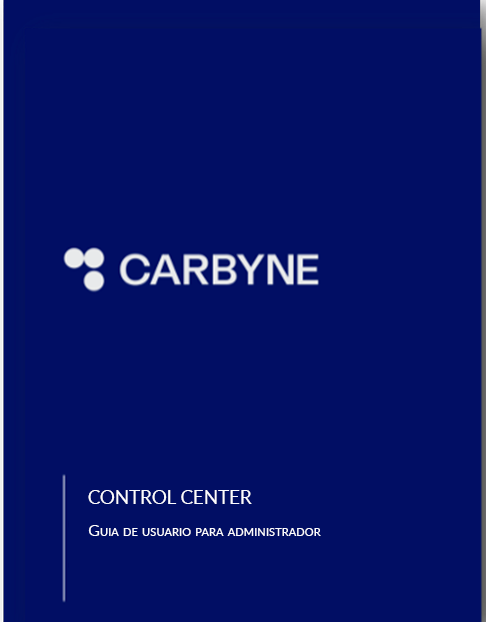 CARBYNE
CONTROL CENTER
GUIA DE USUARIO PARA ADMINISTRADOR